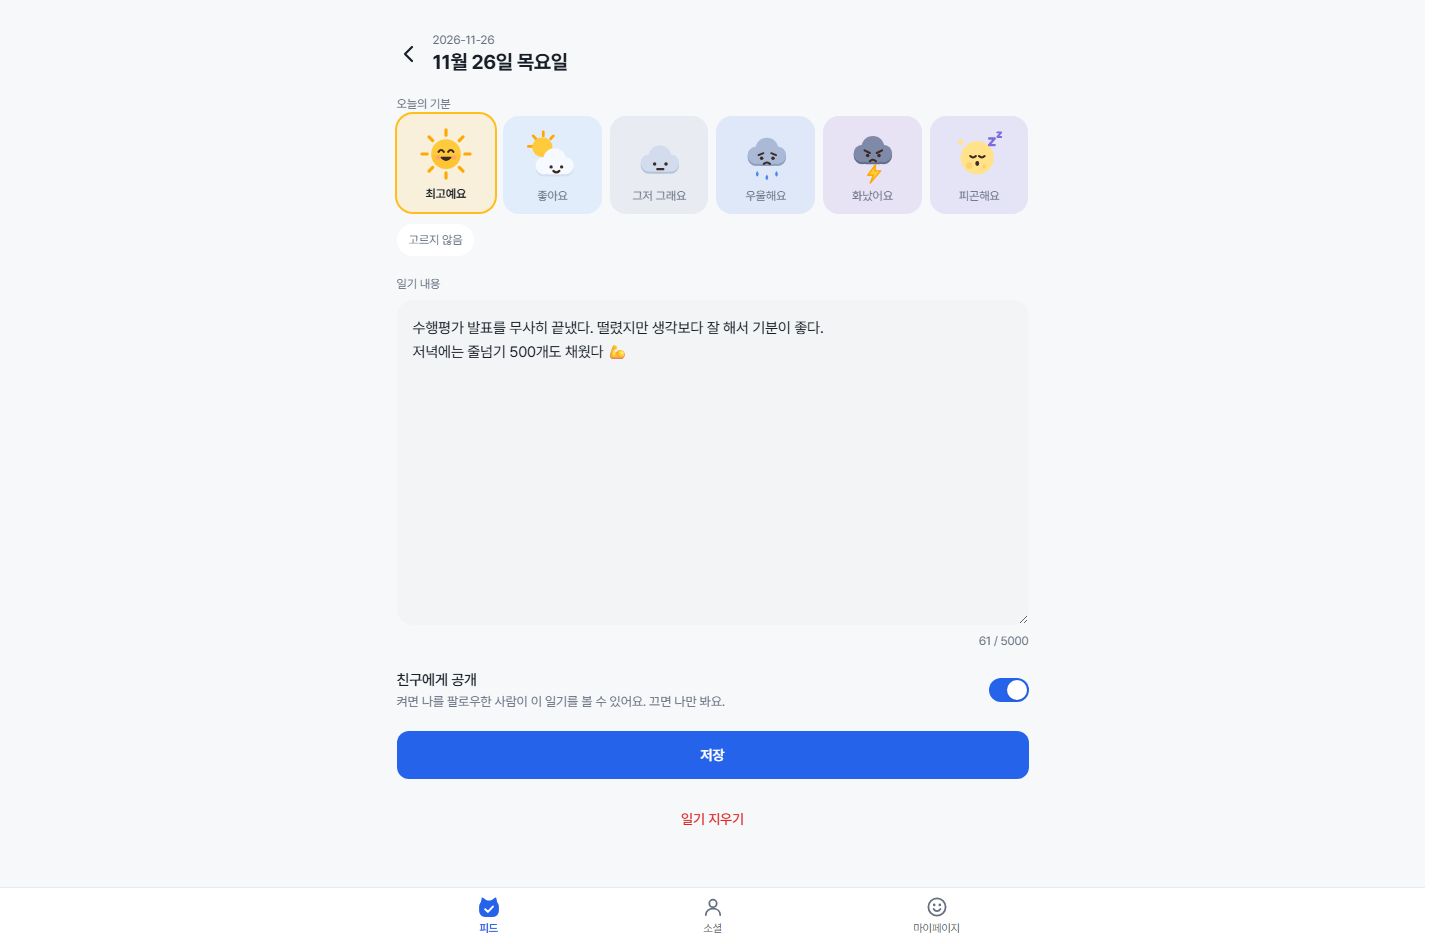 2026-11-26
11월 26일 목요일
오늘의 기분
최고예요
좋아요
그저 그래요
우울해요
화났어요
피곤해요
고르지 않음
일기 내용
수행평가 발표를 무사히 끝냈다. 떨렸지만 생각보다 잘 해서 기분이 좋다.
저녁에는 줄넘기 500개도 채웠다 💪
61 / 5000
친구에게 공개
켜면 나를 팔로우한 사람이 이 일기를 볼 수 있어요. 끄면 나만 봐요.
저장
일기 지우기
피드
소셜
마이페이지